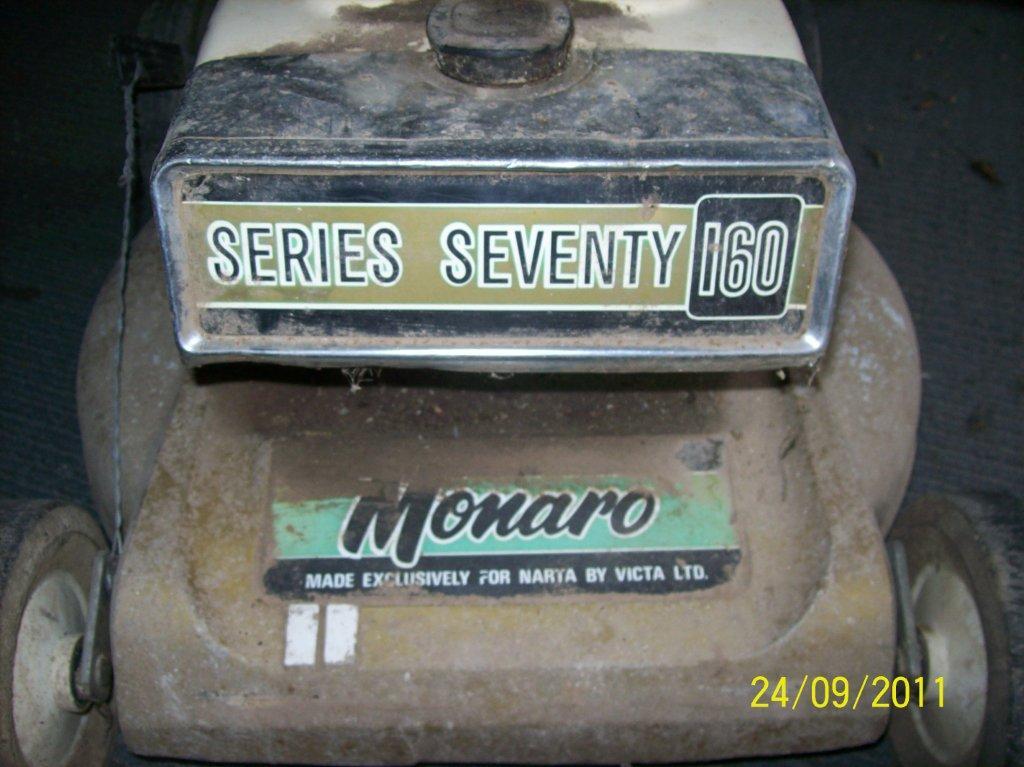 SERIES SEVENTY 160
Monaro
MADE EXCLUSIVELY FOR NARTA BY VICTA LTD.
24/09/2011